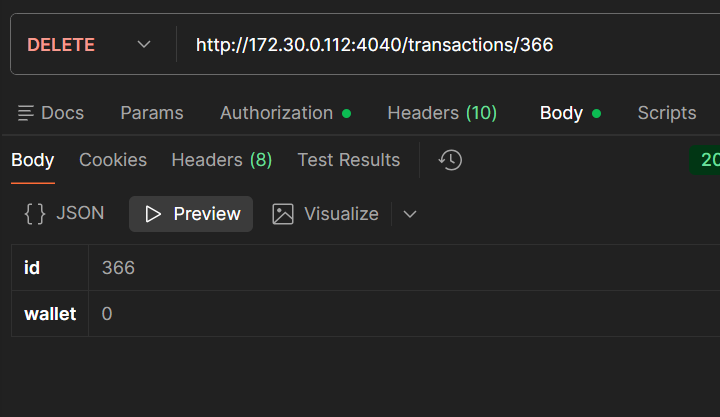 DELETE http://172.30.0.112:4040/transactions/366
Docs Params Authorization Headers (10) Body Scripts
Body Cookies Headers (8) Test Results 20
{} JSON Preview Visualize
id 366
wallet 0